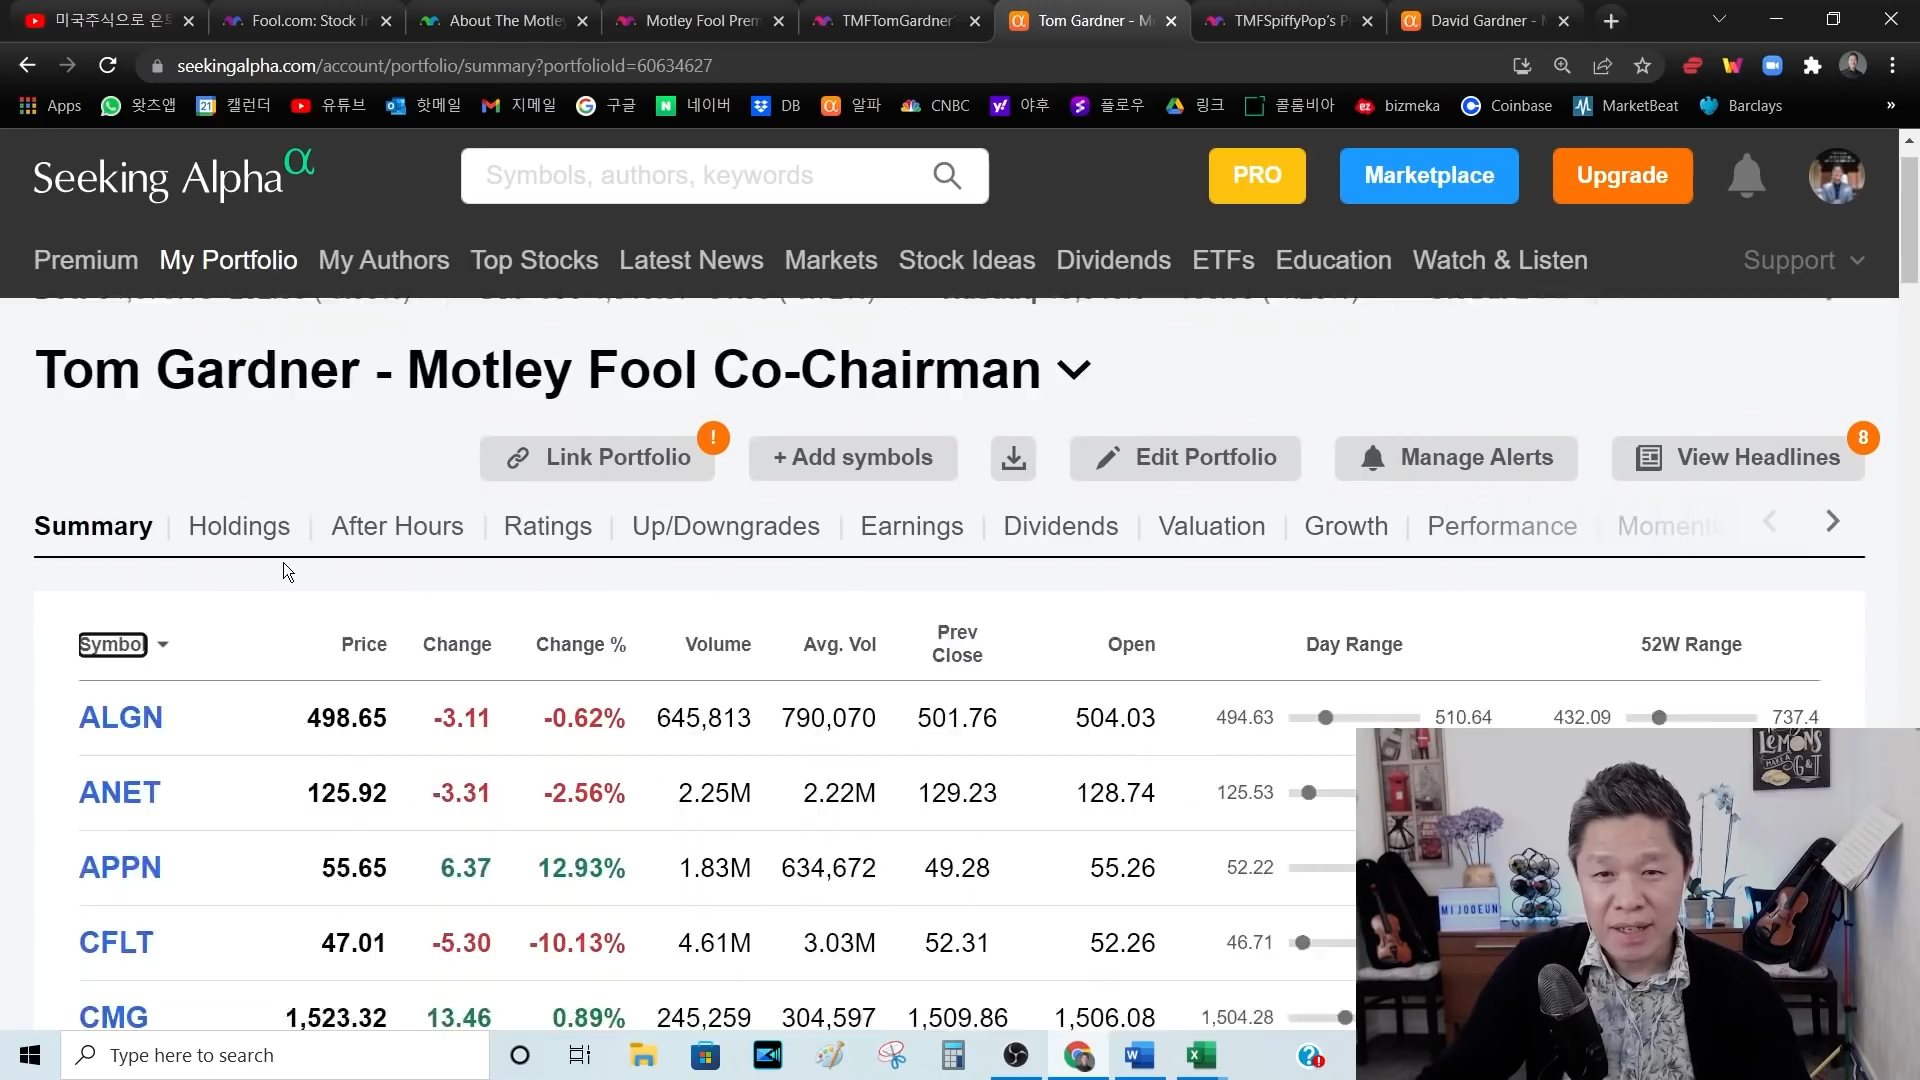 미국주식으로 은퇴
Fool.com: Stock In
About The Motley
Motley Fool Prem
TMFTomGardner'
Tom Gardner - Mo
TMFSpiffyPop's P
David Gardner - M
seekingalpha.com/account/portfolio/summary?portfolioId=60634627
Apps 왓츠앱 캘런더 유튜브 핫메일 지메일 구글 네이버 DB 알파 CNBC 야후 플로우 링크 콜롬비아 bizmeka Coinbase MarketBeat Barclays »
Seeking Alpha α
Symbols, authors, keywords
PRO
Marketplace
Upgrade
Premium My Portfolio My Authors Top Stocks Latest News Markets Stock Ideas Dividends ETFs Education Watch & Listen Support
Tom Gardner - Motley Fool Co-Chairman
Link Portfolio !
+ Add symbols
Edit Portfolio
Manage Alerts
View Headlines 8
Summary Holdings After Hours Ratings Up/Downgrades Earnings Dividends Valuation Growth Performance Momentu
Symbol Price Change Change % Volume Avg. Vol Prev Close Open Day Range 52W Range
ALGN 498.65 -3.11 -0.62% 645,813 790,070 501.76 504.03 494.63 510.64 432.09 737.4
ANET 125.92 -3.31 -2.56% 2.25M 2.22M 129.23 128.74 125.53
APPN 55.65 6.37 12.93% 1.83M 634,672 49.28 55.26 52.22
CFLT 47.01 -5.30 -10.13% 4.61M 3.03M 52.31 52.26 46.71
CMG 1,523.32 13.46 0.89% 245,259 304,597 1,509.86 1,506.08 1,504.28
LEMONS
MAKE A
G&T
MIJOOEUN
Type here to search